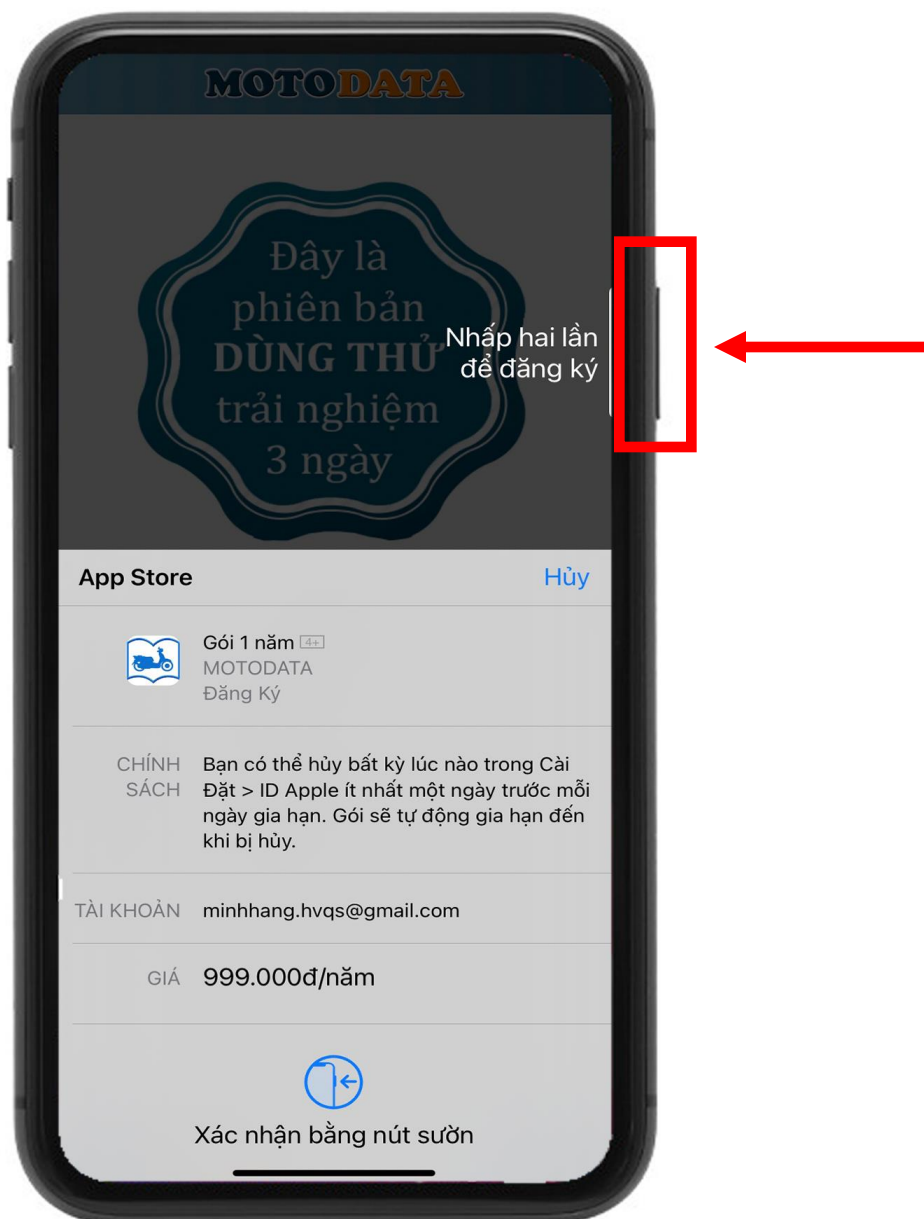 MOTODATA
Đây là
phiên bản
DÙNG THỬ
trải nghiệm
3 ngày
Nhấp hai lần
để đăng ký
App Store
Hủy
Gói 1 năm 4+
MOTODATA
Đăng Ký
CHÍNH
SÁCH
Bạn có thể hủy bất kỳ lúc nào trong Cài
Đặt > ID Apple ít nhất một ngày trước mỗi
ngày gia hạn. Gói sẽ tự động gia hạn đến
khi bị hủy.
TÀI KHOẢN minhhang.hvqs@gmail.com
GIÁ 999.000đ/năm
Xác nhận bằng nút sườn